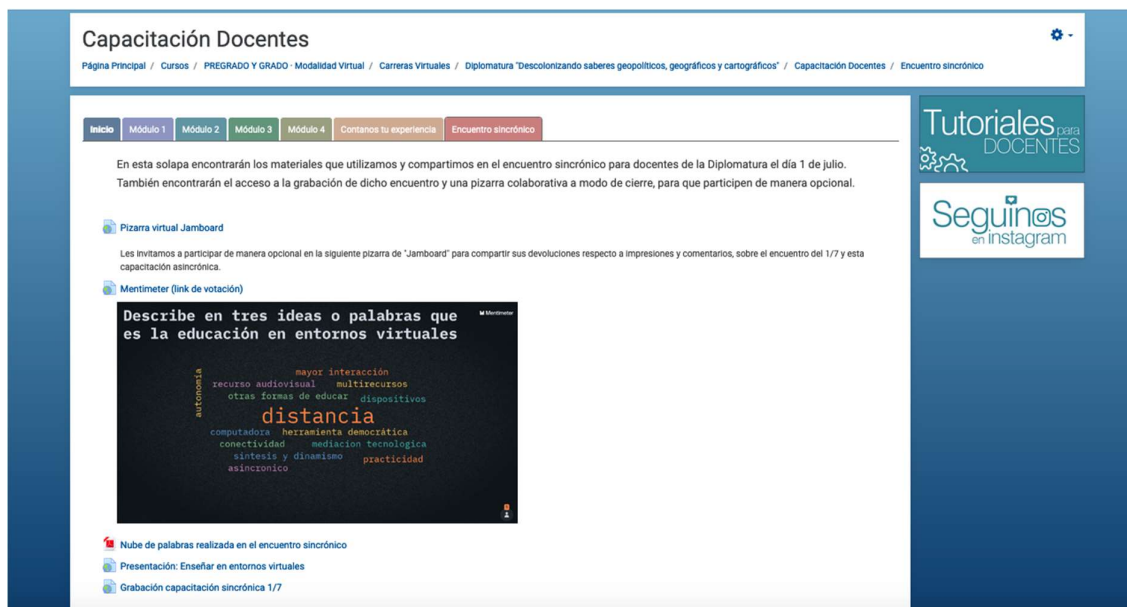 Capacitación Docentes
Página Principal / Cursos / PREGRADO Y GRADO · Modalidad Virtual / Carreras Virtuales / Diplomatura "Descolonizando saberes geopolíticos, geográficos y cartográficos" / Capacitación Docentes / Encuentro sincrónico
Inicio Módulo 1 Módulo 2 Módulo 3 Módulo 4 Contanos tu experiencia Encuentro sincrónico
En esta solapa encontrarán los materiales que utilizamos y compartimos en el encuentro sincrónico para docentes de la Diplomatura el día 1 de julio.
También encontrarán el acceso a la grabación de dicho encuentro y una pizarra colaborativa a modo de cierre, para que participen de manera opcional.
Pizarra virtual Jamboard
Les invitamos a participar de manera opcional en la siguiente pizarra de "Jamboard" para compartir sus devoluciones respecto a impresiones y comentarios, sobre el encuentro del 1/7 y esta
capacitación asincrónica.
Mentimeter (link de votación)
Describe en tres ideas o palabras que
es la educación en entornos virtuales
Mentimeter
autonomía
mayor interacción
recurso audiovisual multirecursos
otras formas de educar dispositivos
distancia
computadora herramienta democrática
conectividad mediacion tecnologica
sintesis y dinamismo practicidad
asincronico
Nube de palabras realizada en el encuentro sincrónico
Presentación: Enseñar en entornos virtuales
Grabación capacitación sincrónica 1/7
Tutoriales para
DOCENTES
Seguinos
en instagram